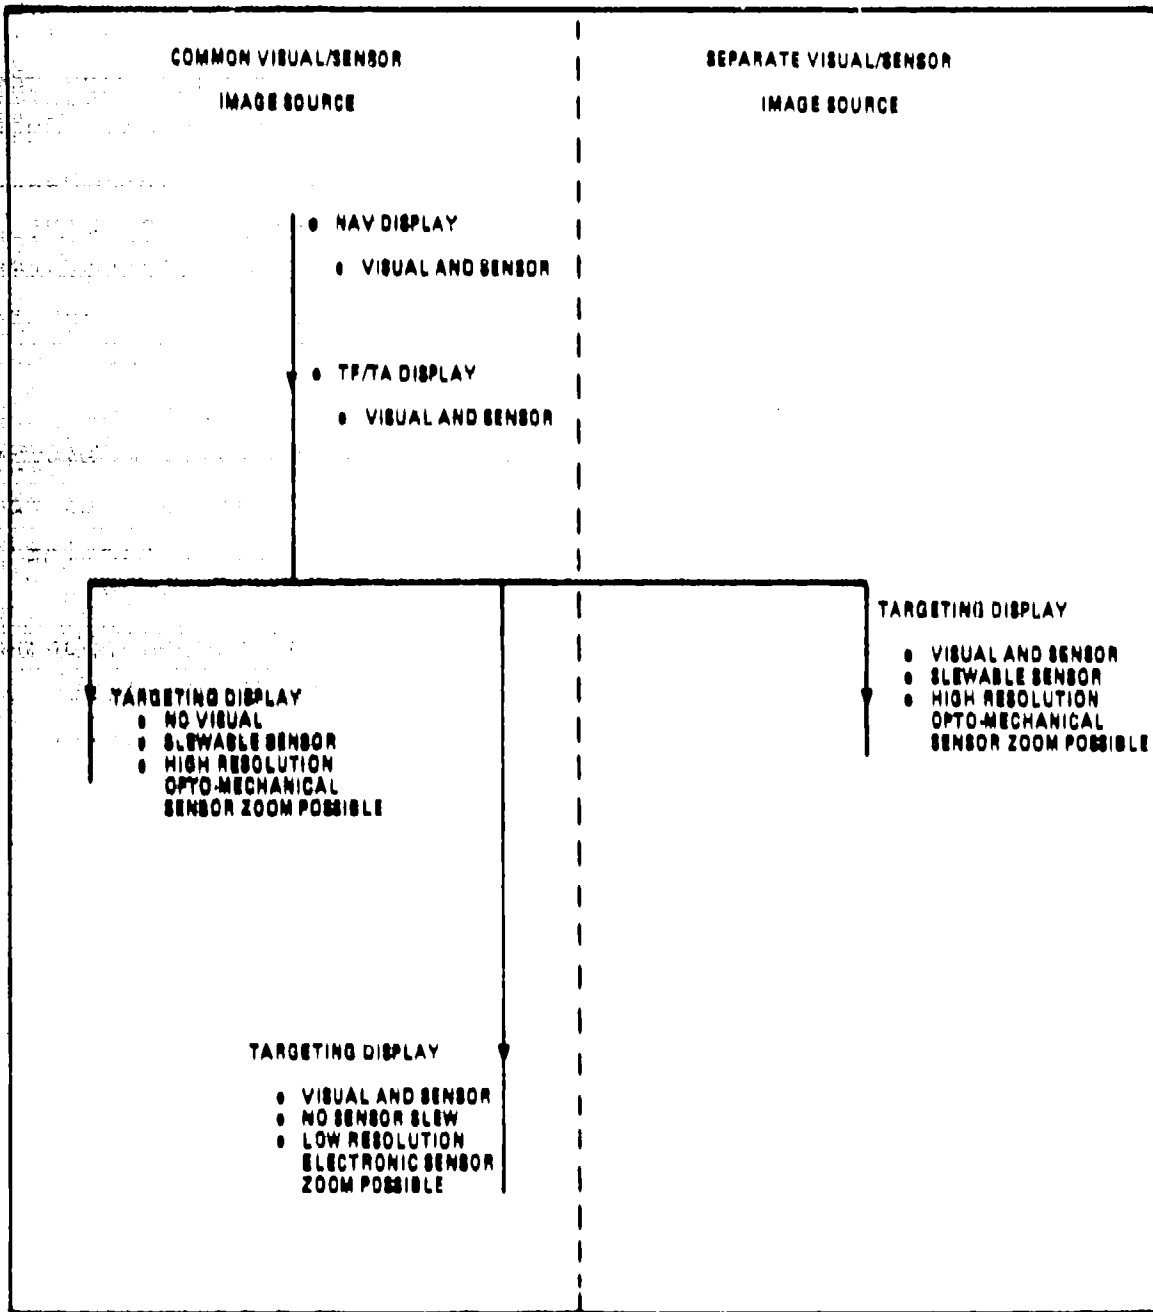 COMMON VISUAL/SENSOR
IMAGE SOURCE
SEPARATE VISUAL/SENSOR
IMAGE SOURCE
• NAV DISPLAY
• VISUAL AND SENSOR
• TF/TA DISPLAY
• VISUAL AND SENSOR
TARGETING DISPLAY
• NO VISUAL
• SLEWABLE SENSOR
• HIGH RESOLUTION
OPTO-MECHANICAL
SENSOR ZOOM POSSIBLE
TARGETING DISPLAY
• VISUAL AND SENSOR
• NO SENSOR SLEW
• LOW RESOLUTION
ELECTRONIC SENSOR
ZOOM POSSIBLE
TARGETING DISPLAY
• VISUAL AND SENSOR
• SLEWABLE SENSOR
• HIGH RESOLUTION
OPTO-MECHANICAL
SENSOR ZOOM POSSIBLE